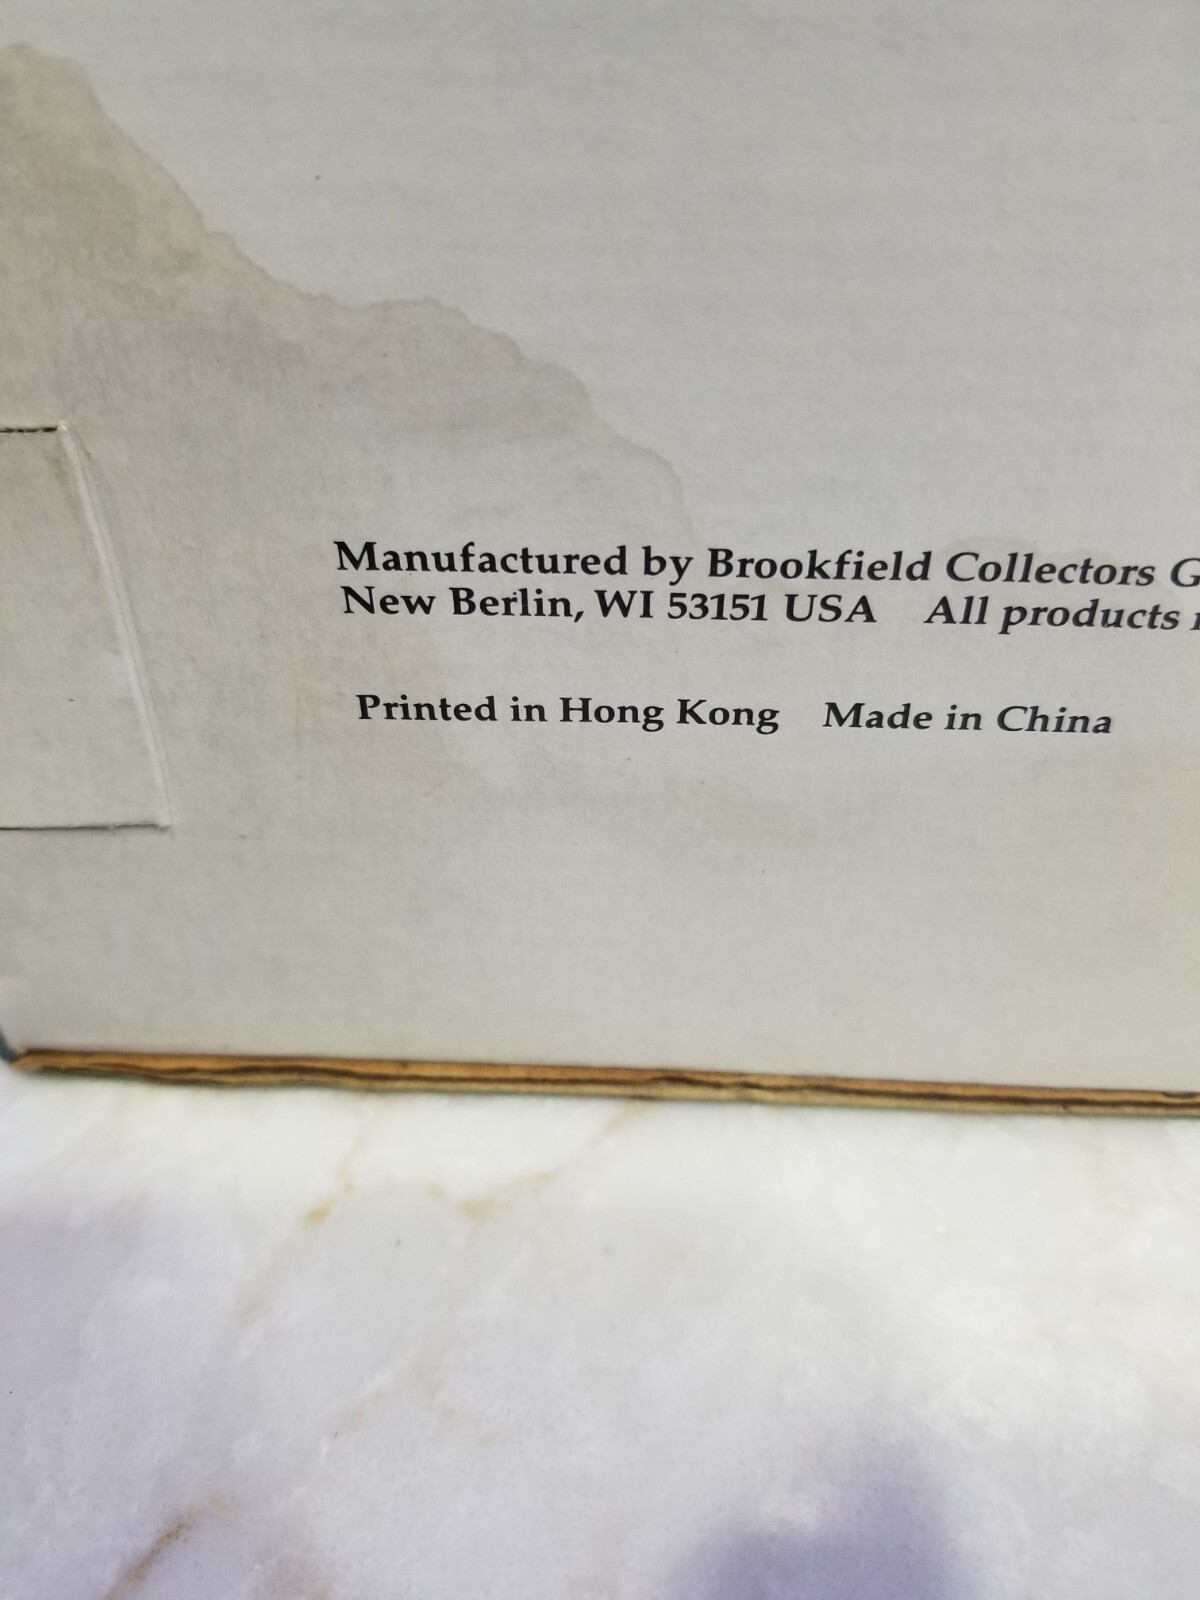 Manufactured by Brookfield Collectors G
New Berlin, WI 53151 USA All products
Printed in Hong Kong Made in China